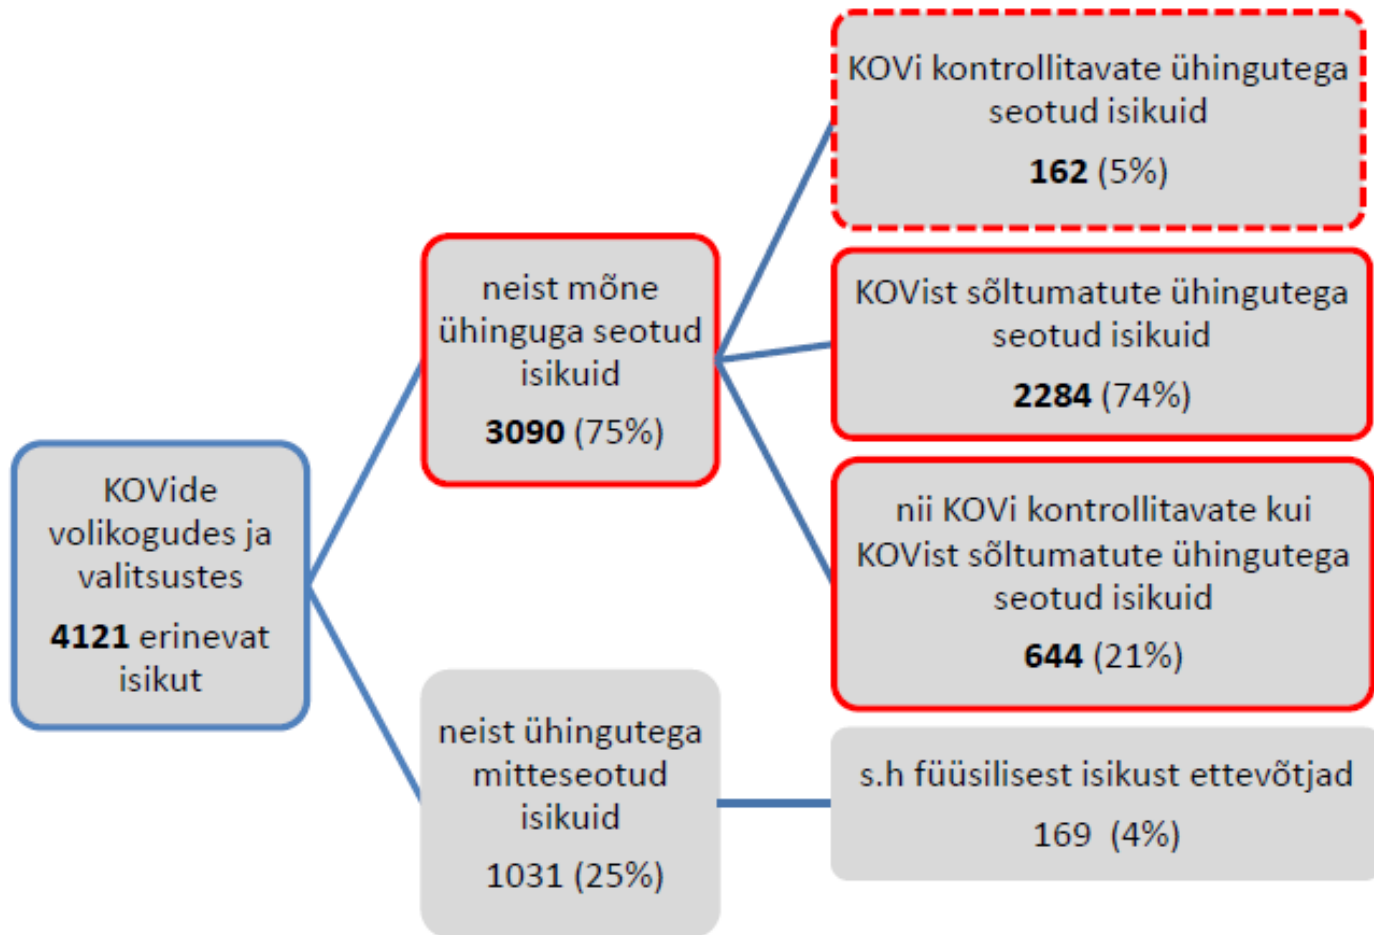 KOVide
volikogudes ja
valitsustes
4121 erinevat
isikut
neist mõne
ühinguga seotud
isikuid
3090 (75%)
neist ühingutega
mitteseotud
isikuid
1031 (25%)
KOVi kontrollitavate ühingutega
seotud isikuid
162 (5%)
KOVist sõltumatute ühingutega
seotud isikuid
2284 (74%)
nii KOVi kontrollitavate kui
KOVist sõltumatute ühingutega
seotud isikuid
644 (21%)
s.h füüsilisest isikust ettevõtjad
169 (4%)